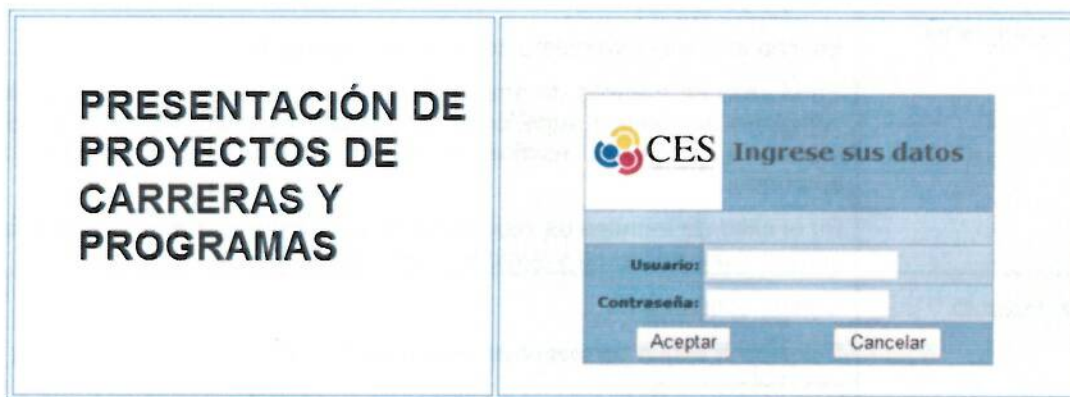 PRESENTACIÓN DE
PROYECTOS DE
CARRERAS Y
PROGRAMAS
CES Ingrese sus datos
Usuario:
Contraseña:
Aceptar Cancelar